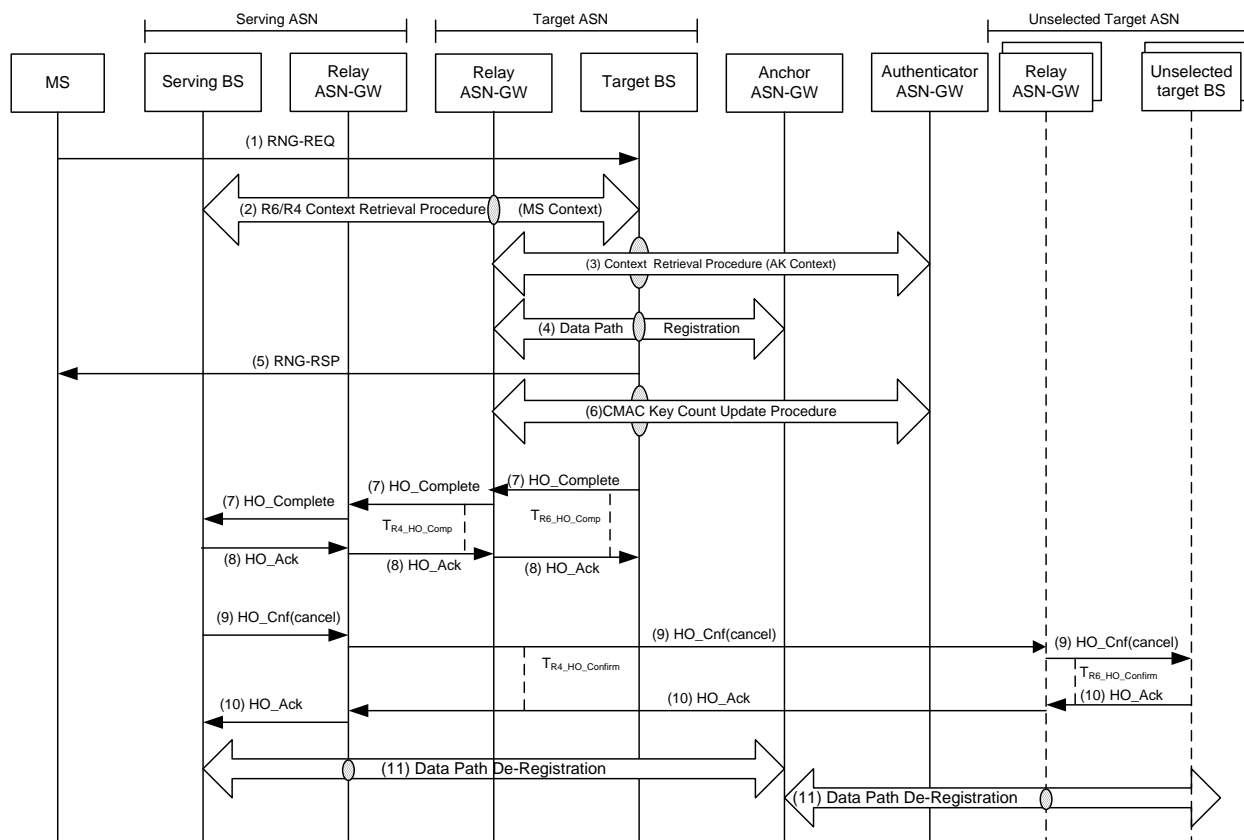 Serving ASN
Target ASN
Unselected Target ASN
MS
Serving BS
Relay
ASN-GW
Relay
ASN-GW
Target BS
Anchor
ASN-GW
Authenticator
ASN-GW
Relay
ASN-GW
Unselected
target BS
(1) RNG-REQ
(2) R6/R4 Context Retrieval Procedure (MS Context)
(3) Context Retrieval Procedure (AK Context)
(4) Data Path Registration
(5) RNG-RSP
(6)CMAC Key Count Update Procedure
(7) HO_Complete
(7) HO_Complete
(7) HO_Complete
TR4_HO_Comp
TR6_HO_Comp
(8) HO_Ack
(8) HO_Ack
(8) HO_Ack
(9) HO_Cnf(cancel)
(9) HO_Cnf(cancel)
(9) HO_Cnf(cancel)
TR4_HO_Confirm
TR6_HO_Confirm
(10) HO_Ack
(10) HO_Ack
(10) HO_Ack
(11) Data Path De-Registration
(11) Data Path De-Registration